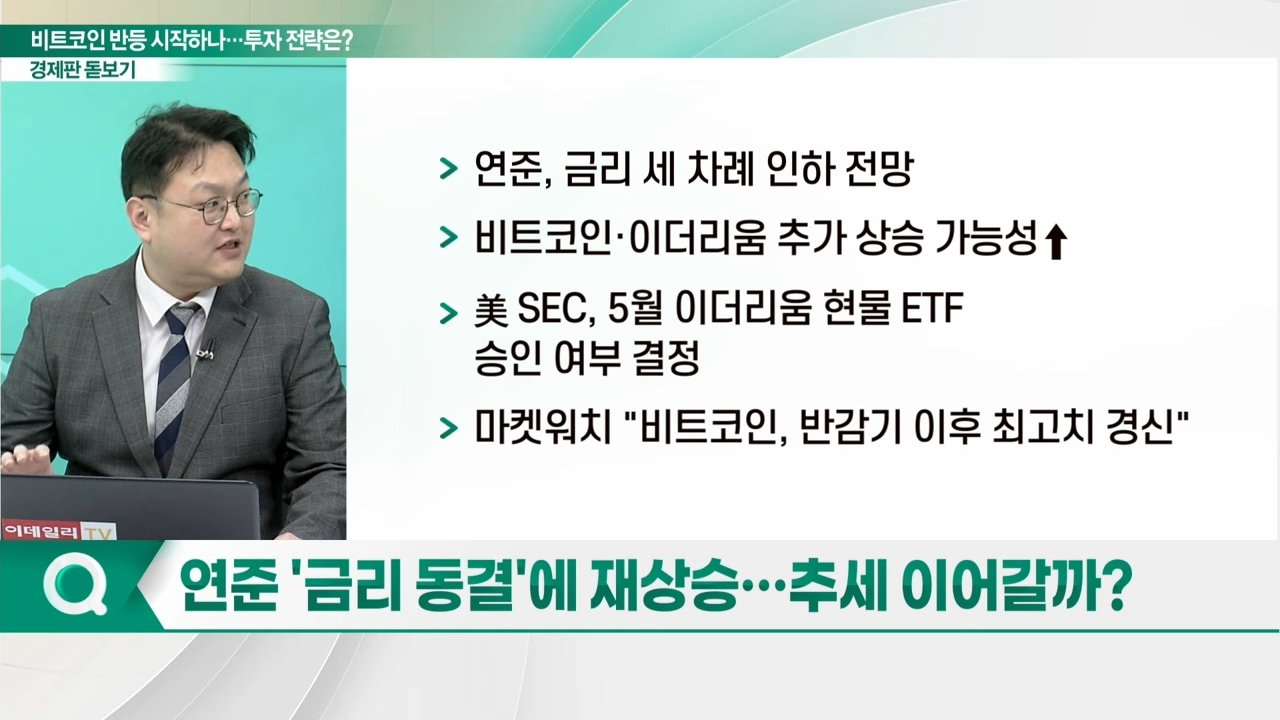 비트코인 반등 시작하나…투자 전략은?
경제판 돋보기
> 연준, 금리 세 차례 인하 전망
> 비트코인·이더리움 추가 상승 가능성⬆
> 美 SEC, 5월 이더리움 현물 ETF
승인 여부 결정
> 마켓워치 "비트코인, 반감기 이후 최고치 경신"
이데일리 TV
Q 연준 '금리 동결'에 재상승…추세 이어갈까?